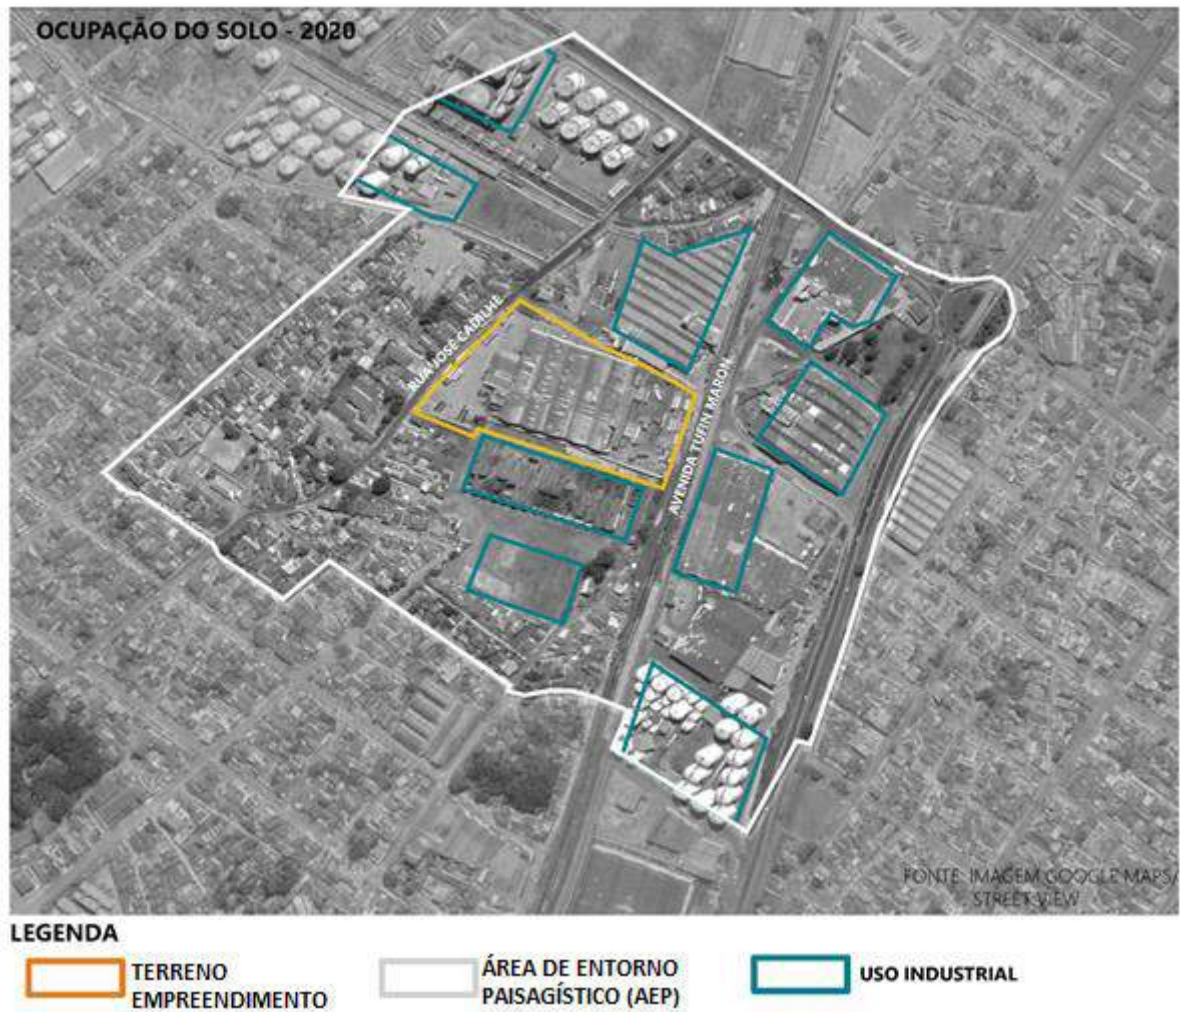 OCUPAÇÃO DO SOLO - 2020
RUA JOSÉ CADILHE
AVENIDA TUFIN MARON
FONTE: IMAGEM GOOGLE MAPS/
STREET VIEW
LEGENDA
TERRENO
EMPREENDIMENTO
ÁREA DE ENTORNO
PAISAGÍSTICO (AEP)
USO INDUSTRIAL